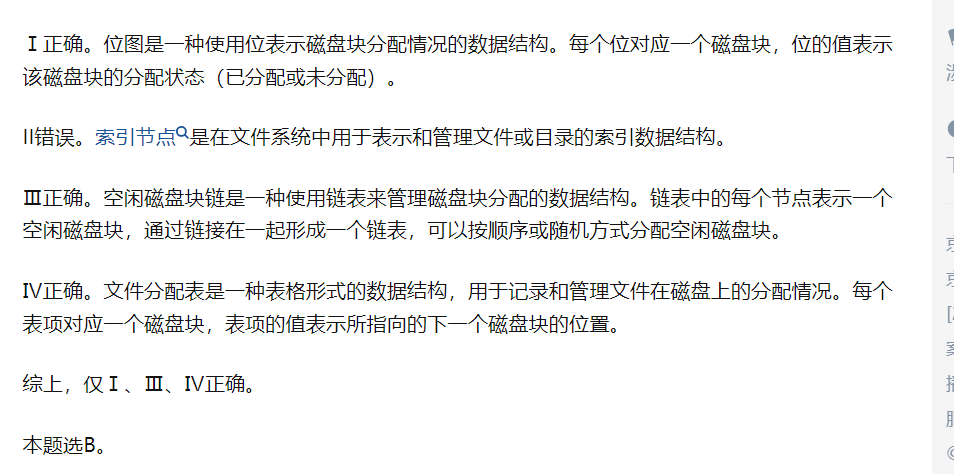 Ⅰ正确。位图是一种使用位表示磁盘块分配情况的数据结构。每个位对应一个磁盘块，位的值表示
该磁盘块的分配状态（已分配或未分配）。
II错误。索引节点是在文件系统中用于表示和管理文件或目录的索引数据结构。
Ⅲ正确。空闲磁盘块链是一种使用链表来管理磁盘块分配的数据结构。链表中的每个节点表示一个
空闲磁盘块，通过链接在一起形成一个链表，可以按顺序或随机方式分配空闲磁盘块。
IV正确。文件分配表是一种表格形式的数据结构，用于记录和管理文件在磁盘上的分配情况。每个
表项对应一个磁盘块，表项的值表示所指向的下一个磁盘块的位置。
综上，仅Ⅰ、Ⅲ、IV正确。
本题选B。